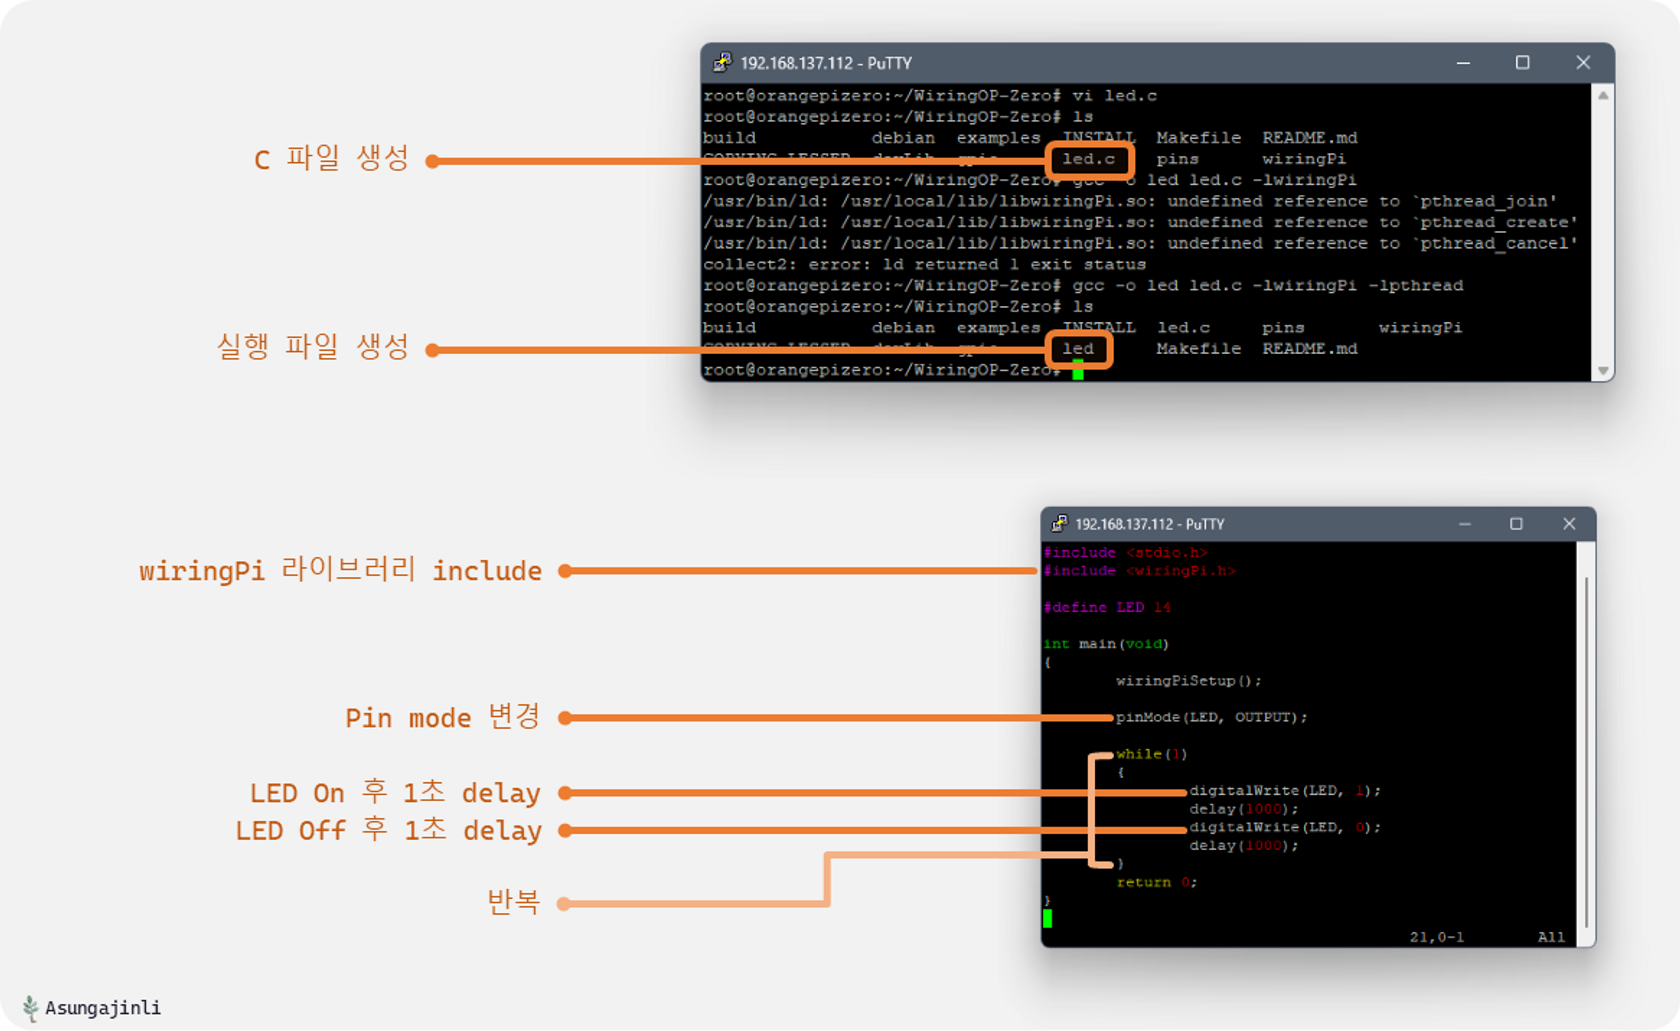 192.168.137.112 - PuTTY
root@orangepizero:~/WiringOP-Zero# vi led.c
root@orangepizero:~/WiringOP-Zero# ls
build debian examples INSTALL Makefile README.md
COPYING.LESSER devLib gpio led.c pins wiringPi
root@orangepizero:~/WiringOP-Zero# gcc -o led led.c -lwiringPi
/usr/bin/ld: /usr/local/lib/libwiringPi.so: undefined reference to `pthread_join'
/usr/bin/ld: /usr/local/lib/libwiringPi.so: undefined reference to `pthread_create'
/usr/bin/ld: /usr/local/lib/libwiringPi.so: undefined reference to `pthread_cancel'
collect2: error: ld returned 1 exit status
root@orangepizero:~/WiringOP-Zero# gcc -o led led.c -lwiringPi -lpthread
root@orangepizero:~/WiringOP-Zero# ls
build debian examples INSTALL led.c pins wiringPi
COPYING.LESSER devLib gpio led Makefile README.md
root@orangepizero:~/WiringOP-Zero#
C 파일 생성
실행 파일 생성
192.168.137.112 - PuTTY
#include <stdio.h>
#include <wiringPi.h>
#define LED 14
int main(void)
{
wiringPiSetup();
pinMode(LED, OUTPUT);
while(1)
{
digitalWrite(LED, 1);
delay(1000);
digitalWrite(LED, 0);
delay(1000);
}
return 0;
}
21,0-1 All
wiringPi 라이브러리 include
Pin mode 변경
LED On 후 1초 delay
LED Off 후 1초 delay
반복
Asungajinli